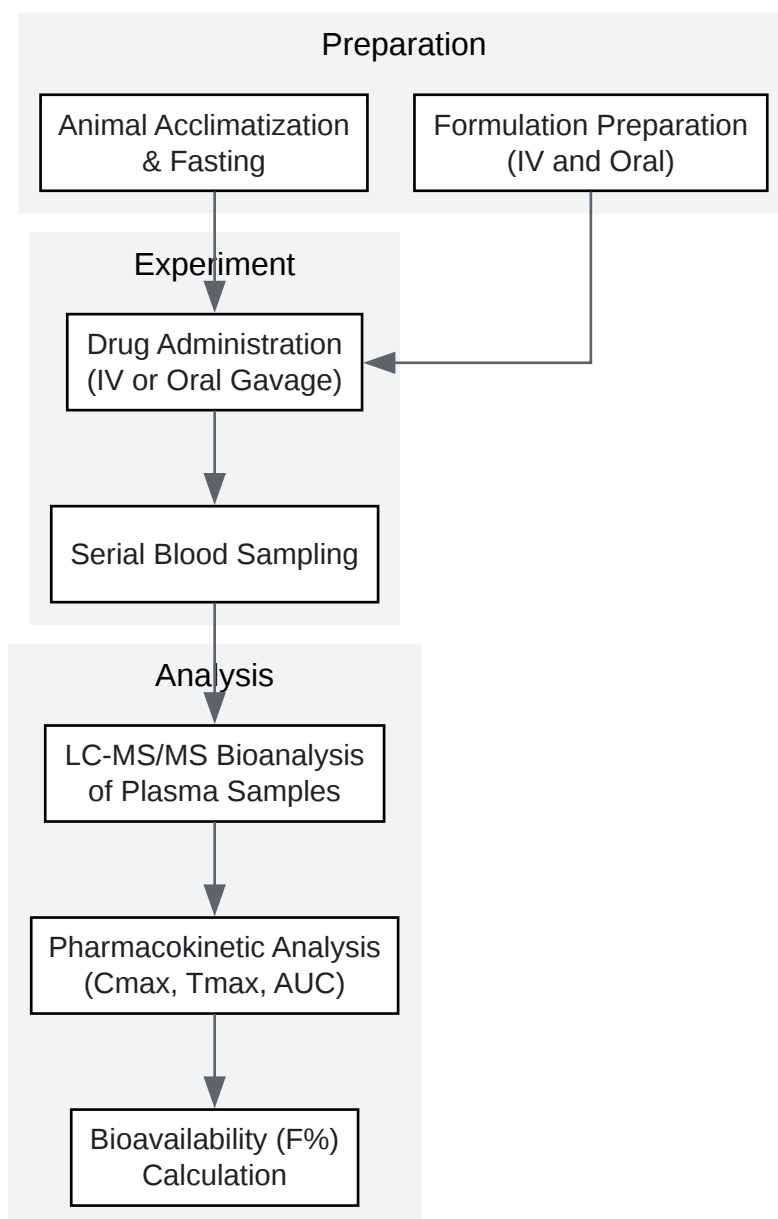 Preparation
Animal Acclimatization
& Fasting
Formulation Preparation
(IV and Oral)
Experiment
Drug Administration
(IV or Oral Gavage)
Serial Blood Sampling
Analysis
LC-MS/MS Bioanalysis
of Plasma Samples
Pharmacokinetic Analysis
(Cmax, Tmax, AUC)
Bioavailability (F%)
Calculation